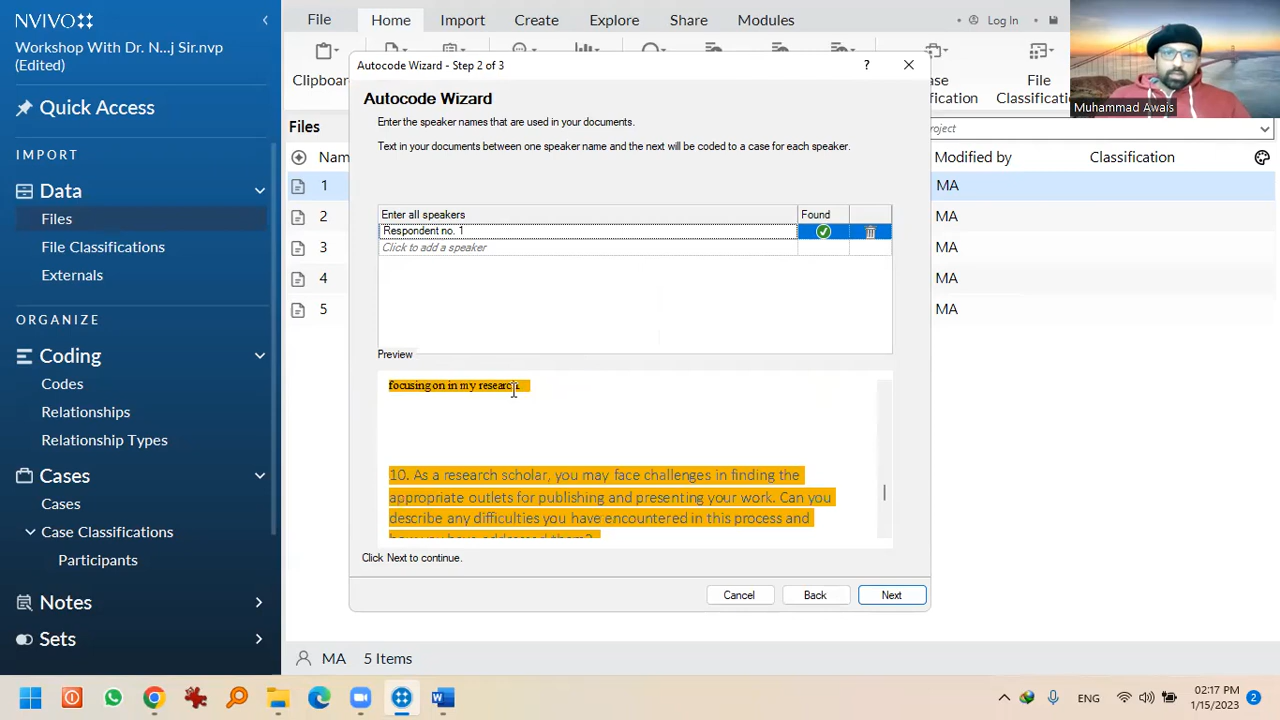 NVIVO
Workshop With Dr. N...j Sir.nvp
(Edited)
Quick Access
IMPORT
Data
Files
File Classifications
Externals
ORGANIZE
Coding
Codes
Relationships
Relationship Types
Cases
Cases
Case Classifications
Participants
Notes
Sets
File
Home
Import
Create
Explore
Share
Modules
Log In
Clipboard
File
Classification
Files
Modified by
Classification
1
MA
2
MA
3
MA
4
MA
5
MA
Autocode Wizard - Step 2 of 3
?
Autocode Wizard
Enter the speaker names that are used in your documents.
Text in your documents between one speaker name and the next will be coded to a case for each speaker.
Enter all speakers
Found
Respondent no. 1
Click to add a speaker
Preview
focusing on in my research.
10. As a research scholar, you may face challenges in finding the
appropriate outlets for publishing and presenting your work. Can you
describe any difficulties you have encountered in this process and
how you have addressed them?
Click Next to continue.
Cancel
Back
Next
Muhammad Awais
MA
5 Items
ENG
02:17 PM
1/15/2023
2